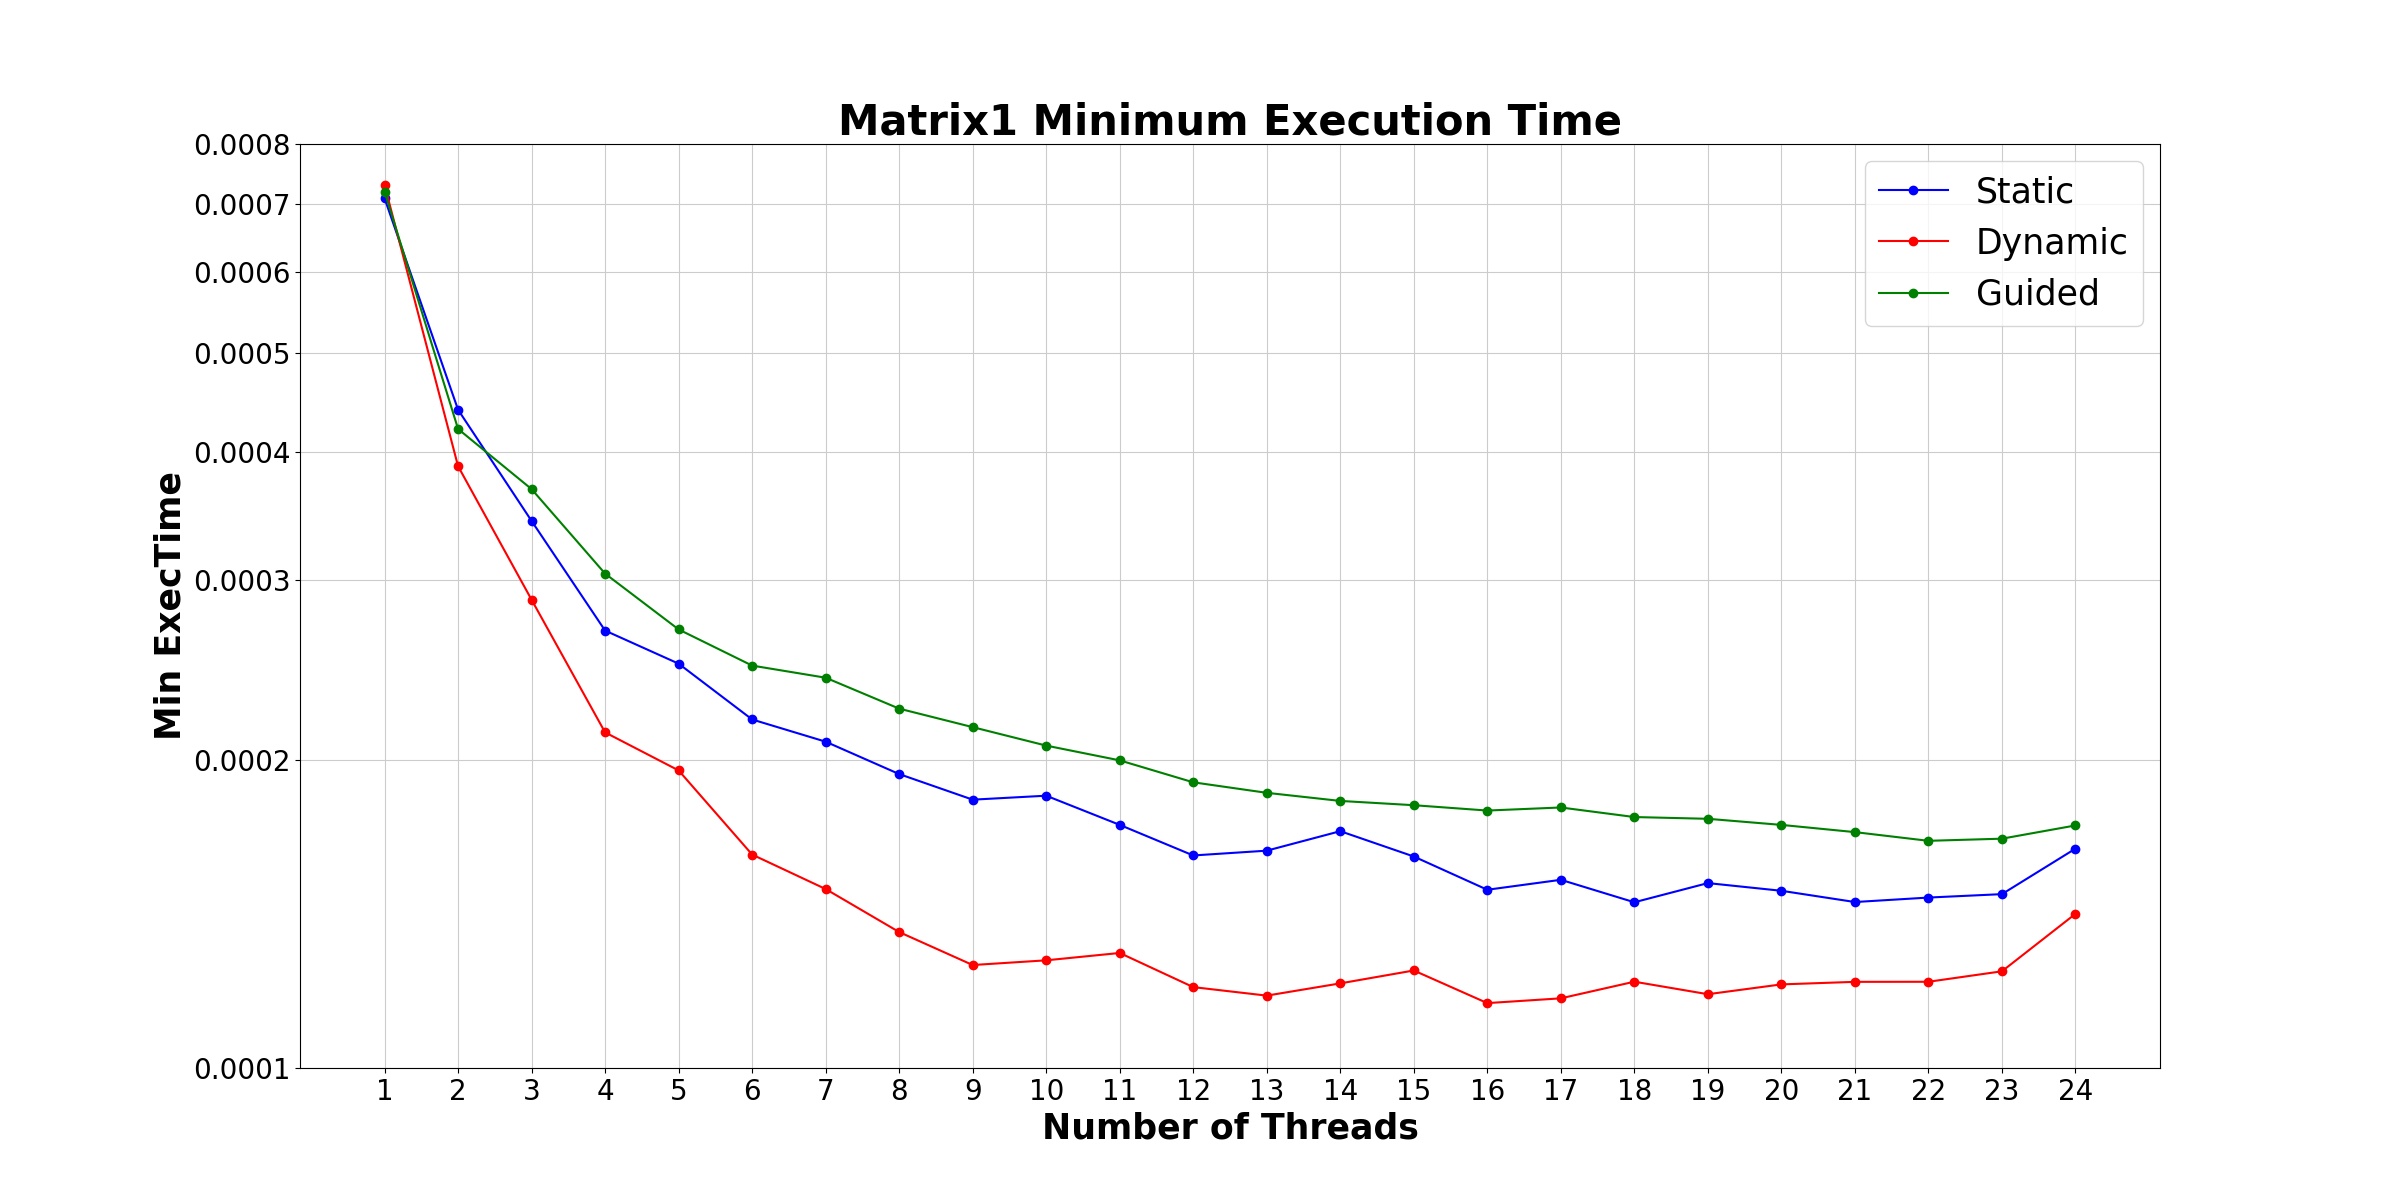 Matrix1 Minimum Execution Time
Min ExecTime
0.0008
0.0007
0.0006
0.0005
0.0004
0.0003
0.0002
0.0001
Static
Dynamic
Guided
1 2 3 4 5 6 7 8 9 10 11 12 13 14 15 16 17 18 19 20 21 22 23 24
Number of Threads